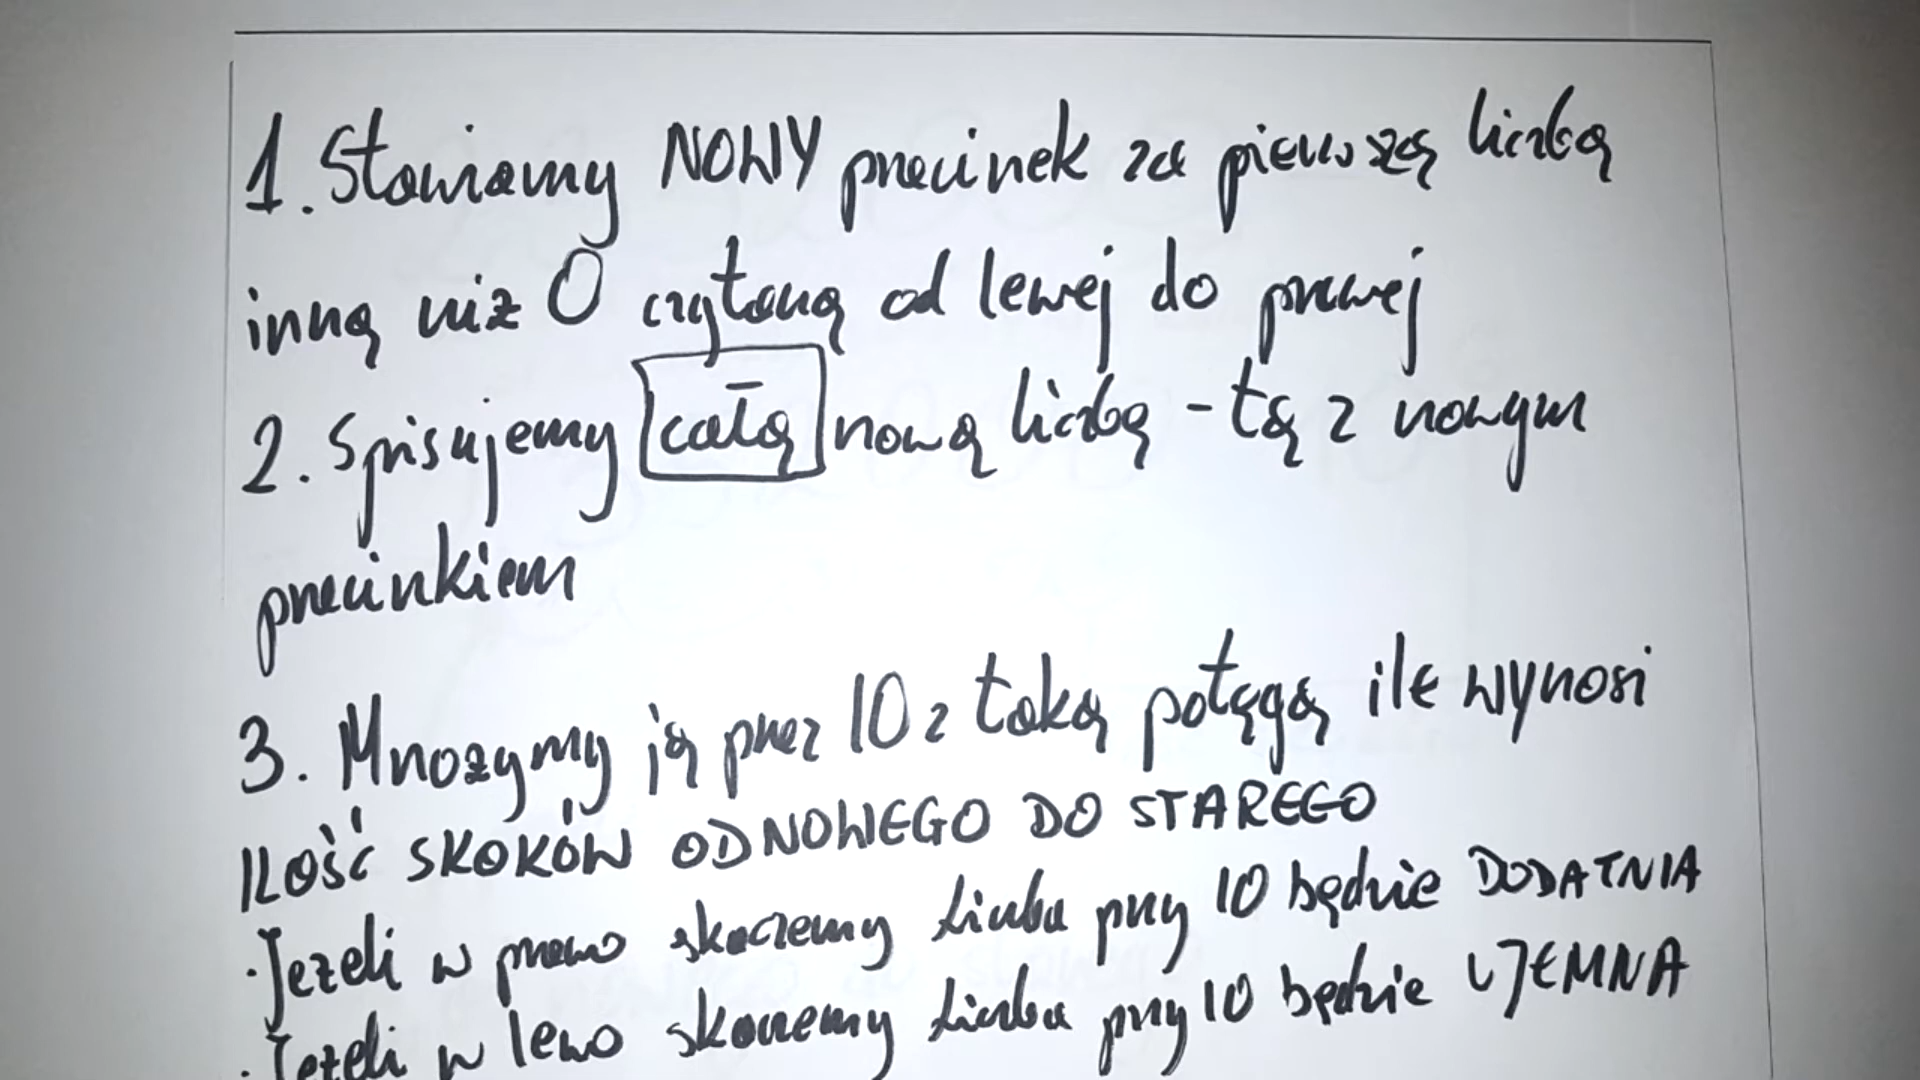 1. Stawiamy NOWY przecinek za pierwszą liczbą
inną niż 0 czytaną od lewej do prawej
2. Spisujemy całą nową liczbę - tą z nowym
przecinkiem
3. Mnożymy ją przez 10 z taką potęgą ile wynosi
ILOŚĆ SKOKÓW OD NOWEGO DO STAREGO
· Jeżeli w prawo skaczemy liczba przy 10 będzie DODATNIA
· Jeżeli w lewo skaczemy liczba przy 10 będzie UJEMNA